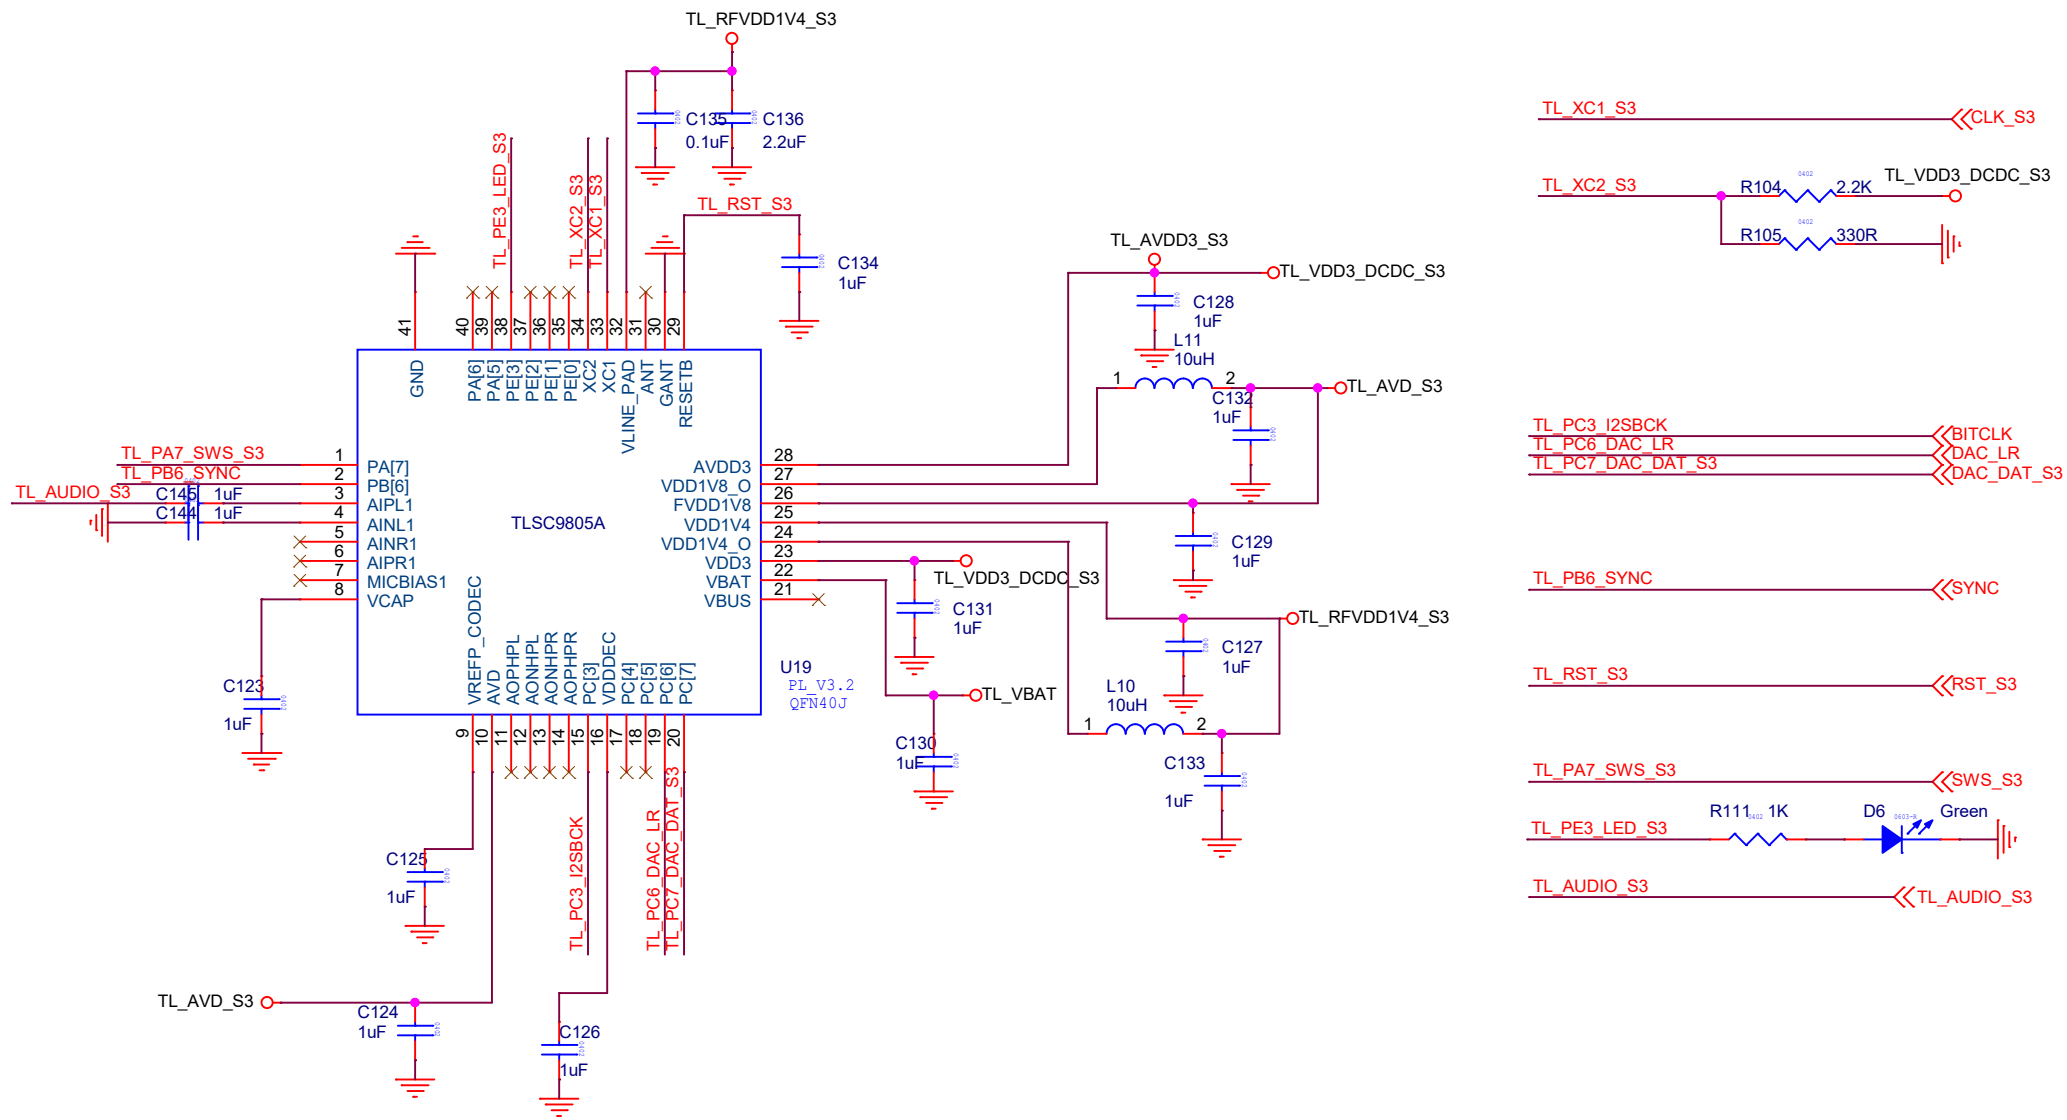 TL_RFVDD1V4_S3
C135
0.1uF
C136
2.2uF
TL_PE3_LED_S3
TL_XC2_S3
TL_XC1_S3
TL_RST_S3
C134
1uF
41
40
39
38
37
36
35
34
33
32
31
30
29
GND
PA[6]
PA[5]
PE[3]
PE[2]
PE[1]
PE[0]
XC2
XC1
VLINE_PAD
ANT
GANT
RESETB
TL_PA7_SWS_S3
TL_PB6_SYNC
TL_AUDIO_S3
C145 1uF
C144 1uF
1 PA[7]
2 PB[6]
3 AIPL1
4 AINL1
5 AINR1
6 AIPR1
7 MICBIAS1
8 VCAP
TLSC9805A
AVDD3 28
VDD1V8_O 27
FVDD1V8 26
VDD1V4 25
VDD1V4_O 24
VDD3 23
VBAT 22
VBUS 21
VREFP_CODEC
AVD
AOPHPL
AONHPL
AONHPR
AOPHPR
PC[3]
VDDDEC
PC[4]
PC[5]
PC[6]
PC[7]
9
10
11
12
13
14
15
16
17
18
19
20
U19
PL_V3.2
QFN40J
C123
1uF
C125
1uF
TL_AVD_S3
C124
1uF
C126
1uF
TL_PC3_I2SBCK
TL_PC6_DAC_LR
TL_PC7_DAC_DAT_S3
TL_AVDD3_S3
TL_VDD3_DCDC_S3
C128
1uF
L11
10uH
1
2
TL_AVD_S3
C132
1uF
C129
1uF
TL_VDD3_DCDC_S3
C131
1uF
TL_RFVDD1V4_S3
C127
1uF
TL_VBAT
C130
1uF
L10
10uH
1
2
C133
1uF
TL_XC1_S3
CLK_S3
TL_XC2_S3
R104 0402 2.2K
TL_VDD3_DCDC_S3
R105 0402 330R
TL_PC3_I2SBCK
BITCLK
TL_PC6_DAC_LR
DAC_LR
TL_PC7_DAC_DAT_S3
DAC_DAT_S3
TL_PB6_SYNC
SYNC
TL_RST_S3
RST_S3
TL_PA7_SWS_S3
SWS_S3
TL_PE3_LED_S3
R111 0402 1K
D6 0603-R Green
TL_AUDIO_S3
TL_AUDIO_S3